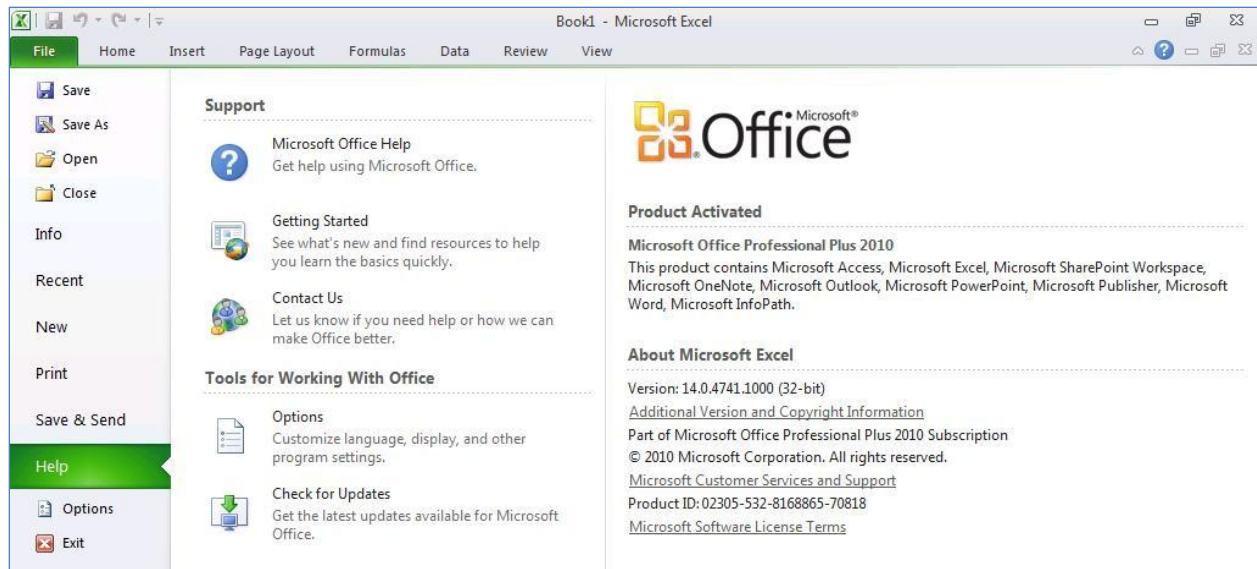 Book1 - Microsoft Excel
File Home Insert Page Layout Formulas Data Review View
Save
Save As
Open
Close
Info
Recent
New
Print
Save & Send
Help
Options
Exit
Support
Microsoft Office Help
Get help using Microsoft Office.
Getting Started
See what's new and find resources to help
you learn the basics quickly.
Contact Us
Let us know if you need help or how we can
make Office better.
Tools for Working With Office
Options
Customize language, display, and other
program settings.
Check for Updates
Get the latest updates available for Microsoft
Office.
Microsoft®
Office
Product Activated
Microsoft Office Professional Plus 2010
This product contains Microsoft Access, Microsoft Excel, Microsoft SharePoint Workspace,
Microsoft OneNote, Microsoft Outlook, Microsoft PowerPoint, Microsoft Publisher, Microsoft
Word, Microsoft InfoPath.
About Microsoft Excel
Version: 14.0.4741.1000 (32-bit)
Additional Version and Copyright Information
Part of Microsoft Office Professional Plus 2010 Subscription
© 2010 Microsoft Corporation. All rights reserved.
Microsoft Customer Services and Support
Product ID: 02305-532-8168865-70818
Microsoft Software License Terms